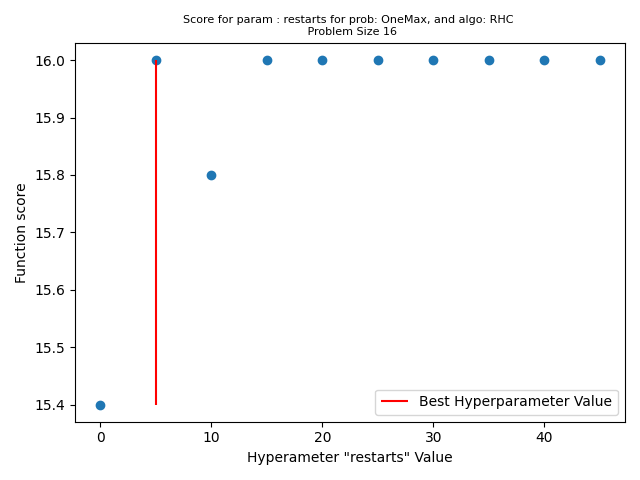 Score for param : restarts for prob: OneMax, and algo: RHC
Problem Size 16
16.0
15.9
15.8
15.7
15.6
15.5
15.4
Function score
0
10
20
30
40
Hyperameter "restarts" Value
Best Hyperparameter Value